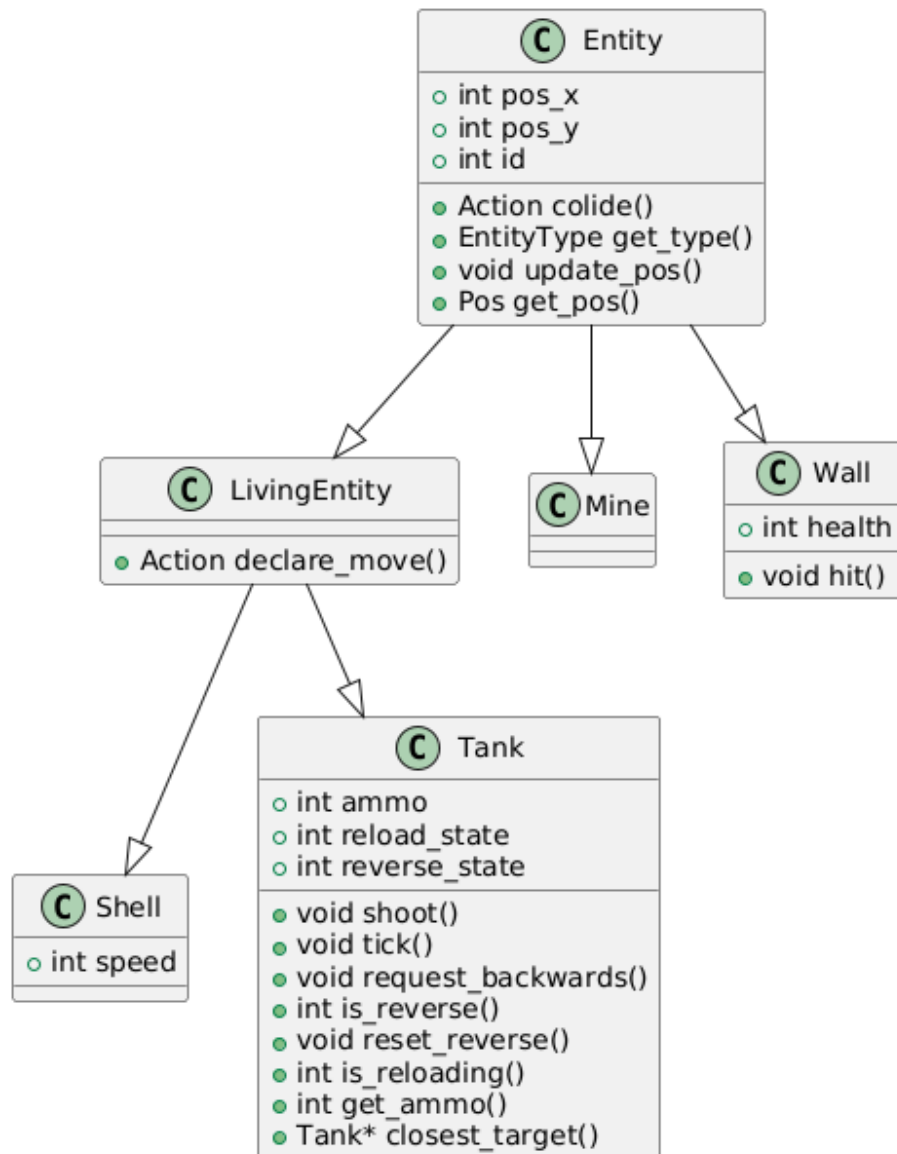 C Entity
int pos_x
int pos_y
int id
Action colide()
EntityType get_type()
void update_pos()
Pos get_pos()
C LivingEntity
Action declare_move()
C Mine
C Wall
int health
void hit()
C Shell
int speed
C Tank
int ammo
int reload_state
int reverse_state
void shoot()
void tick()
void request_backwards()
int is_reverse()
void reset_reverse()
int is_reloading()
int get_ammo()
Tank* closest_target()